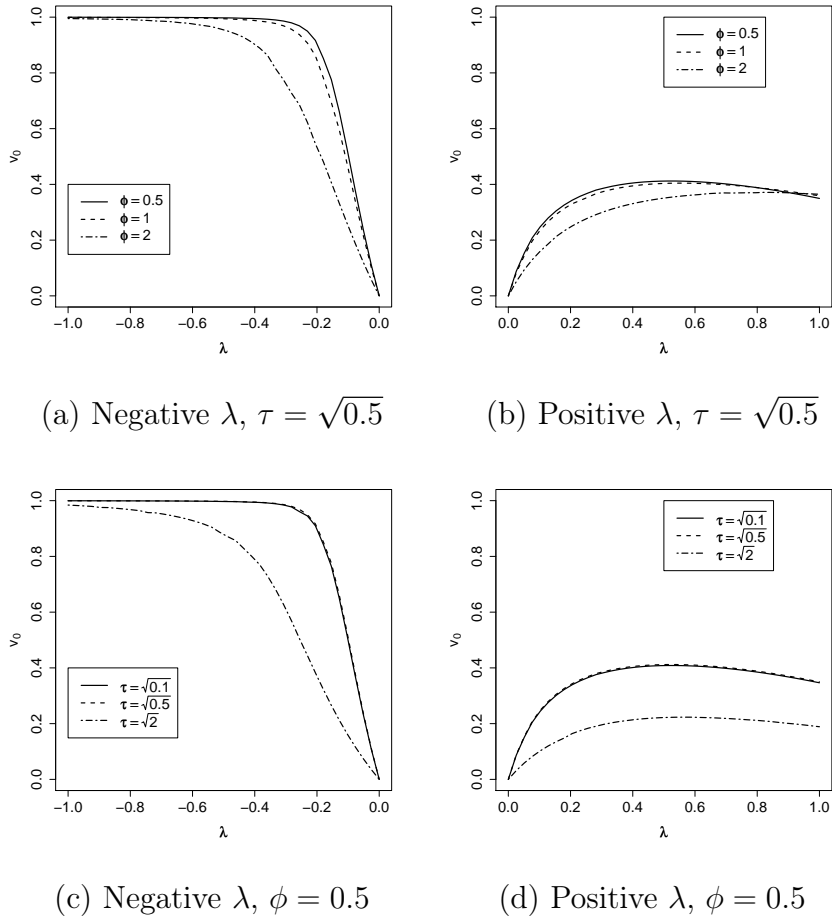 1.0
0.8
0.6
0.4
0.2
0.0
v₀
ϕ = 0.5
ϕ = 1
ϕ = 2
−1.0 −0.8 −0.6 −0.4 −0.2 0.0
λ
(a) Negative λ, τ = √0.5
1.0
0.8
0.6
0.4
0.2
0.0
v₀
ϕ = 0.5
ϕ = 1
ϕ = 2
0.0 0.2 0.4 0.6 0.8 1.0
λ
(b) Positive λ, τ = √0.5
1.0
0.8
0.6
0.4
0.2
0.0
v₀
τ = √0.1
τ = √0.5
τ = √2
−1.0 −0.8 −0.6 −0.4 −0.2 0.0
λ
(c) Negative λ, ϕ = 0.5
1.0
0.8
0.6
0.4
0.2
0.0
v₀
τ = √0.1
τ = √0.5
τ = √2
0.0 0.2 0.4 0.6 0.8 1.0
λ
(d) Positive λ, ϕ = 0.5